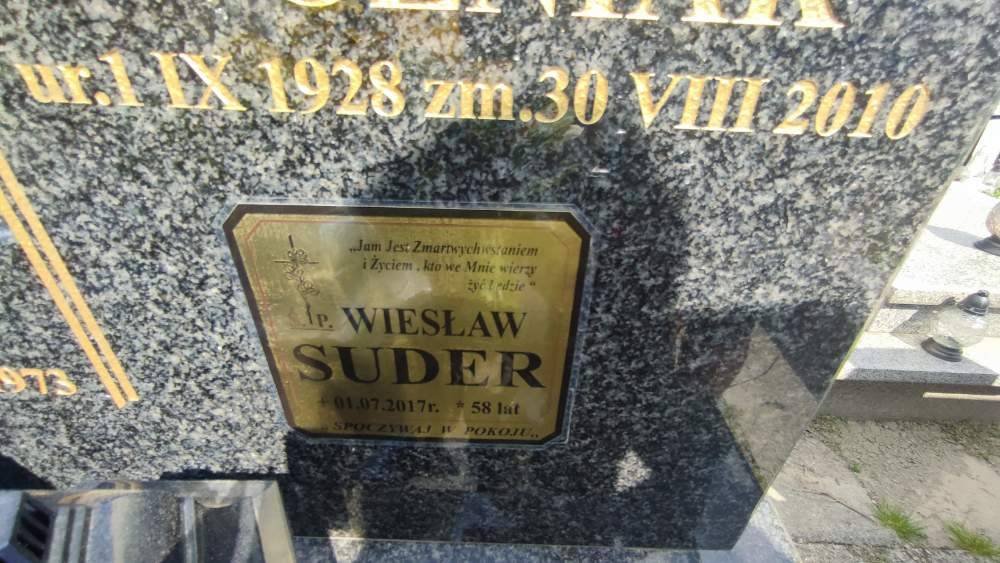 ur.1 IX 1928 zm.30 VIII 2010
„Jam Jest Zmartwychwstaniem
i Życiem , kto we Mnie wierzy
żyć będzie "
P. WIESŁAW
SUDER
+ 01.07.2017r. * 58 lat
„SPOCZYWAJ W POKOJU„
1973